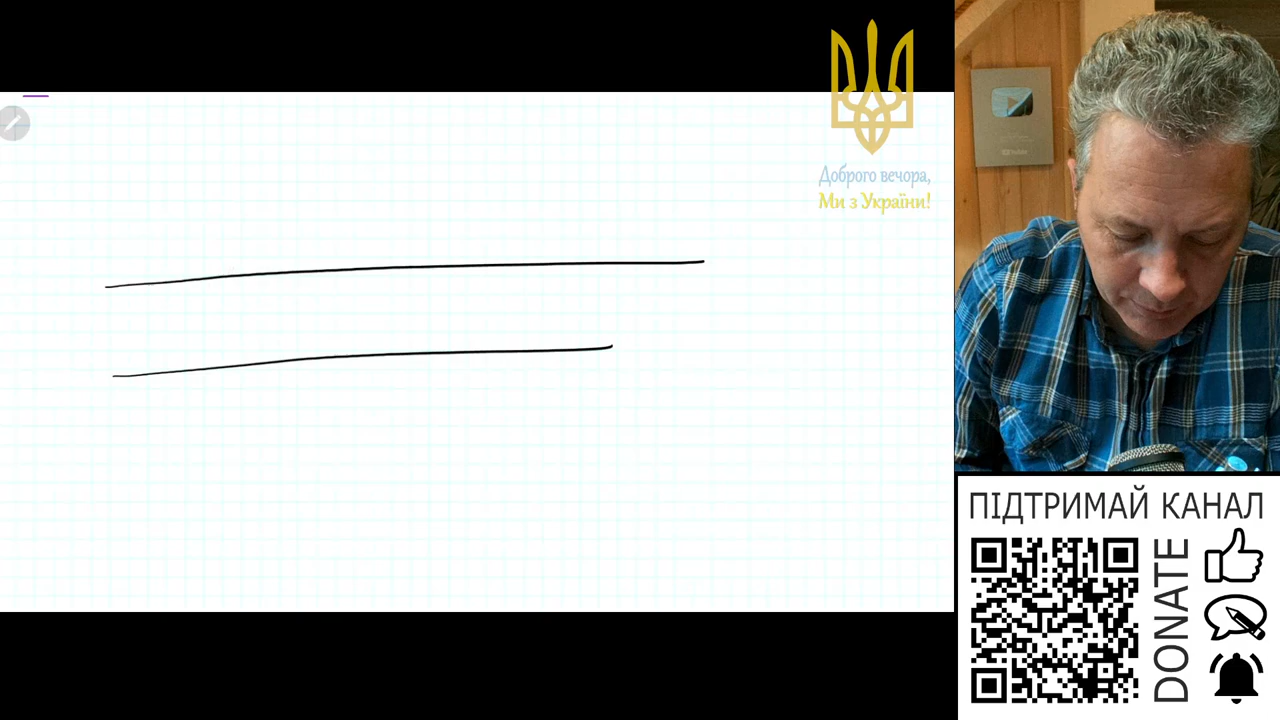 Доброго вечора,
Ми з України!
ПІДТРИМАЙ КАНАЛ
DONATE